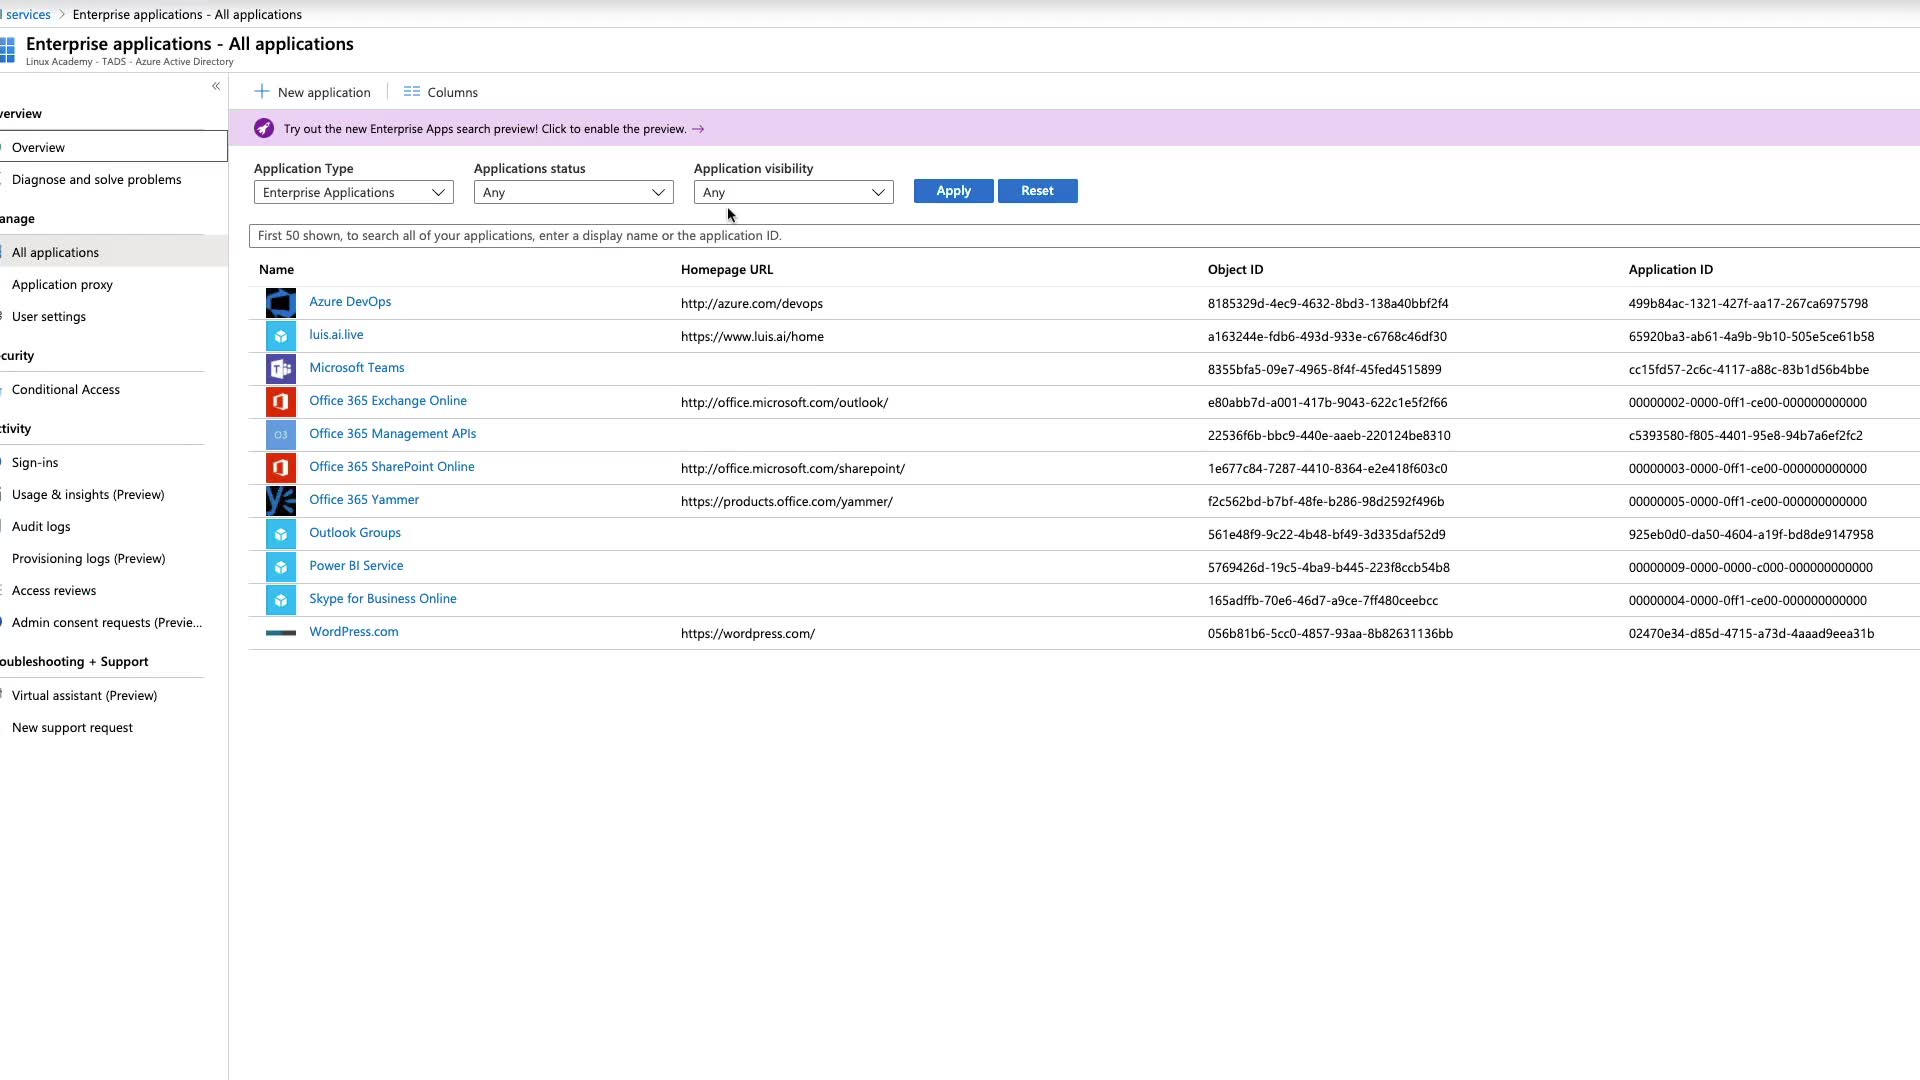 services > Enterprise applications - All applications
Enterprise applications - All applications
Linux Academy - TADS - Azure Active Directory
«
Overview
Diagnose and solve problems
All applications
Application proxy
User settings
Conditional Access
Sign-ins
Usage & insights (Preview)
Audit logs
Provisioning logs (Preview)
Access reviews
Admin consent requests (Previe...
oubleshooting + Support
Virtual assistant (Preview)
New support request
New application
Columns
Try out the new Enterprise Apps search preview! Click to enable the preview. →
Application Type Applications status Application visibility
Enterprise Applications Any Any Apply Reset
First 50 shown, to search all of your applications, enter a display name or the application ID.
Name Homepage URL Object ID Application ID
Azure DevOps http://azure.com/devops 8185329d-4ec9-4632-8bd3-138a40bbf2f4 499b84ac-1321-427f-aa17-267ca6975798
luis.ai.live https://www.luis.ai/home a163244e-fdb6-493d-933e-c6768c46df30 65920ba3-ab61-4a9b-9b10-505e5ce61b58
Microsoft Teams 8355bfa5-09e7-4965-8f4f-45fed4515899 cc15fd57-2c6c-4117-a88c-83b1d56b4bbe
Office 365 Exchange Online http://office.microsoft.com/outlook/ e80abb7d-a001-417b-9043-622c1e5f2f66 00000002-0000-0ff1-ce00-000000000000
O3 Office 365 Management APIs 22536f6b-bbc9-440e-aaeb-220124be8310 c5393580-f805-4401-95e8-94b7a6ef2fc2
Office 365 SharePoint Online http://office.microsoft.com/sharepoint/ 1e677c84-7287-4410-8364-e2e418f603c0 00000003-0000-0ff1-ce00-000000000000
Office 365 Yammer https://products.office.com/yammer/ f2c562bd-b7bf-48fe-b286-98d2592f496b 00000005-0000-0ff1-ce00-000000000000
Outlook Groups 561e48f9-9c22-4b48-bf49-3d335daf52d9 925eb0d0-da50-4604-a19f-bd8de9147958
Power BI Service 5769426d-19c5-4ba9-b445-223f8ccb54b8 00000009-0000-0000-c000-000000000000
Skype for Business Online 165adffb-70e6-46d7-a9ce-7ff480ceebcc 00000004-0000-0ff1-ce00-000000000000
WordPress.com https://wordpress.com/ 056b81b6-5cc0-4857-93aa-8b82631136bb 02470e34-d85d-4715-a73d-4aaad9eea31b